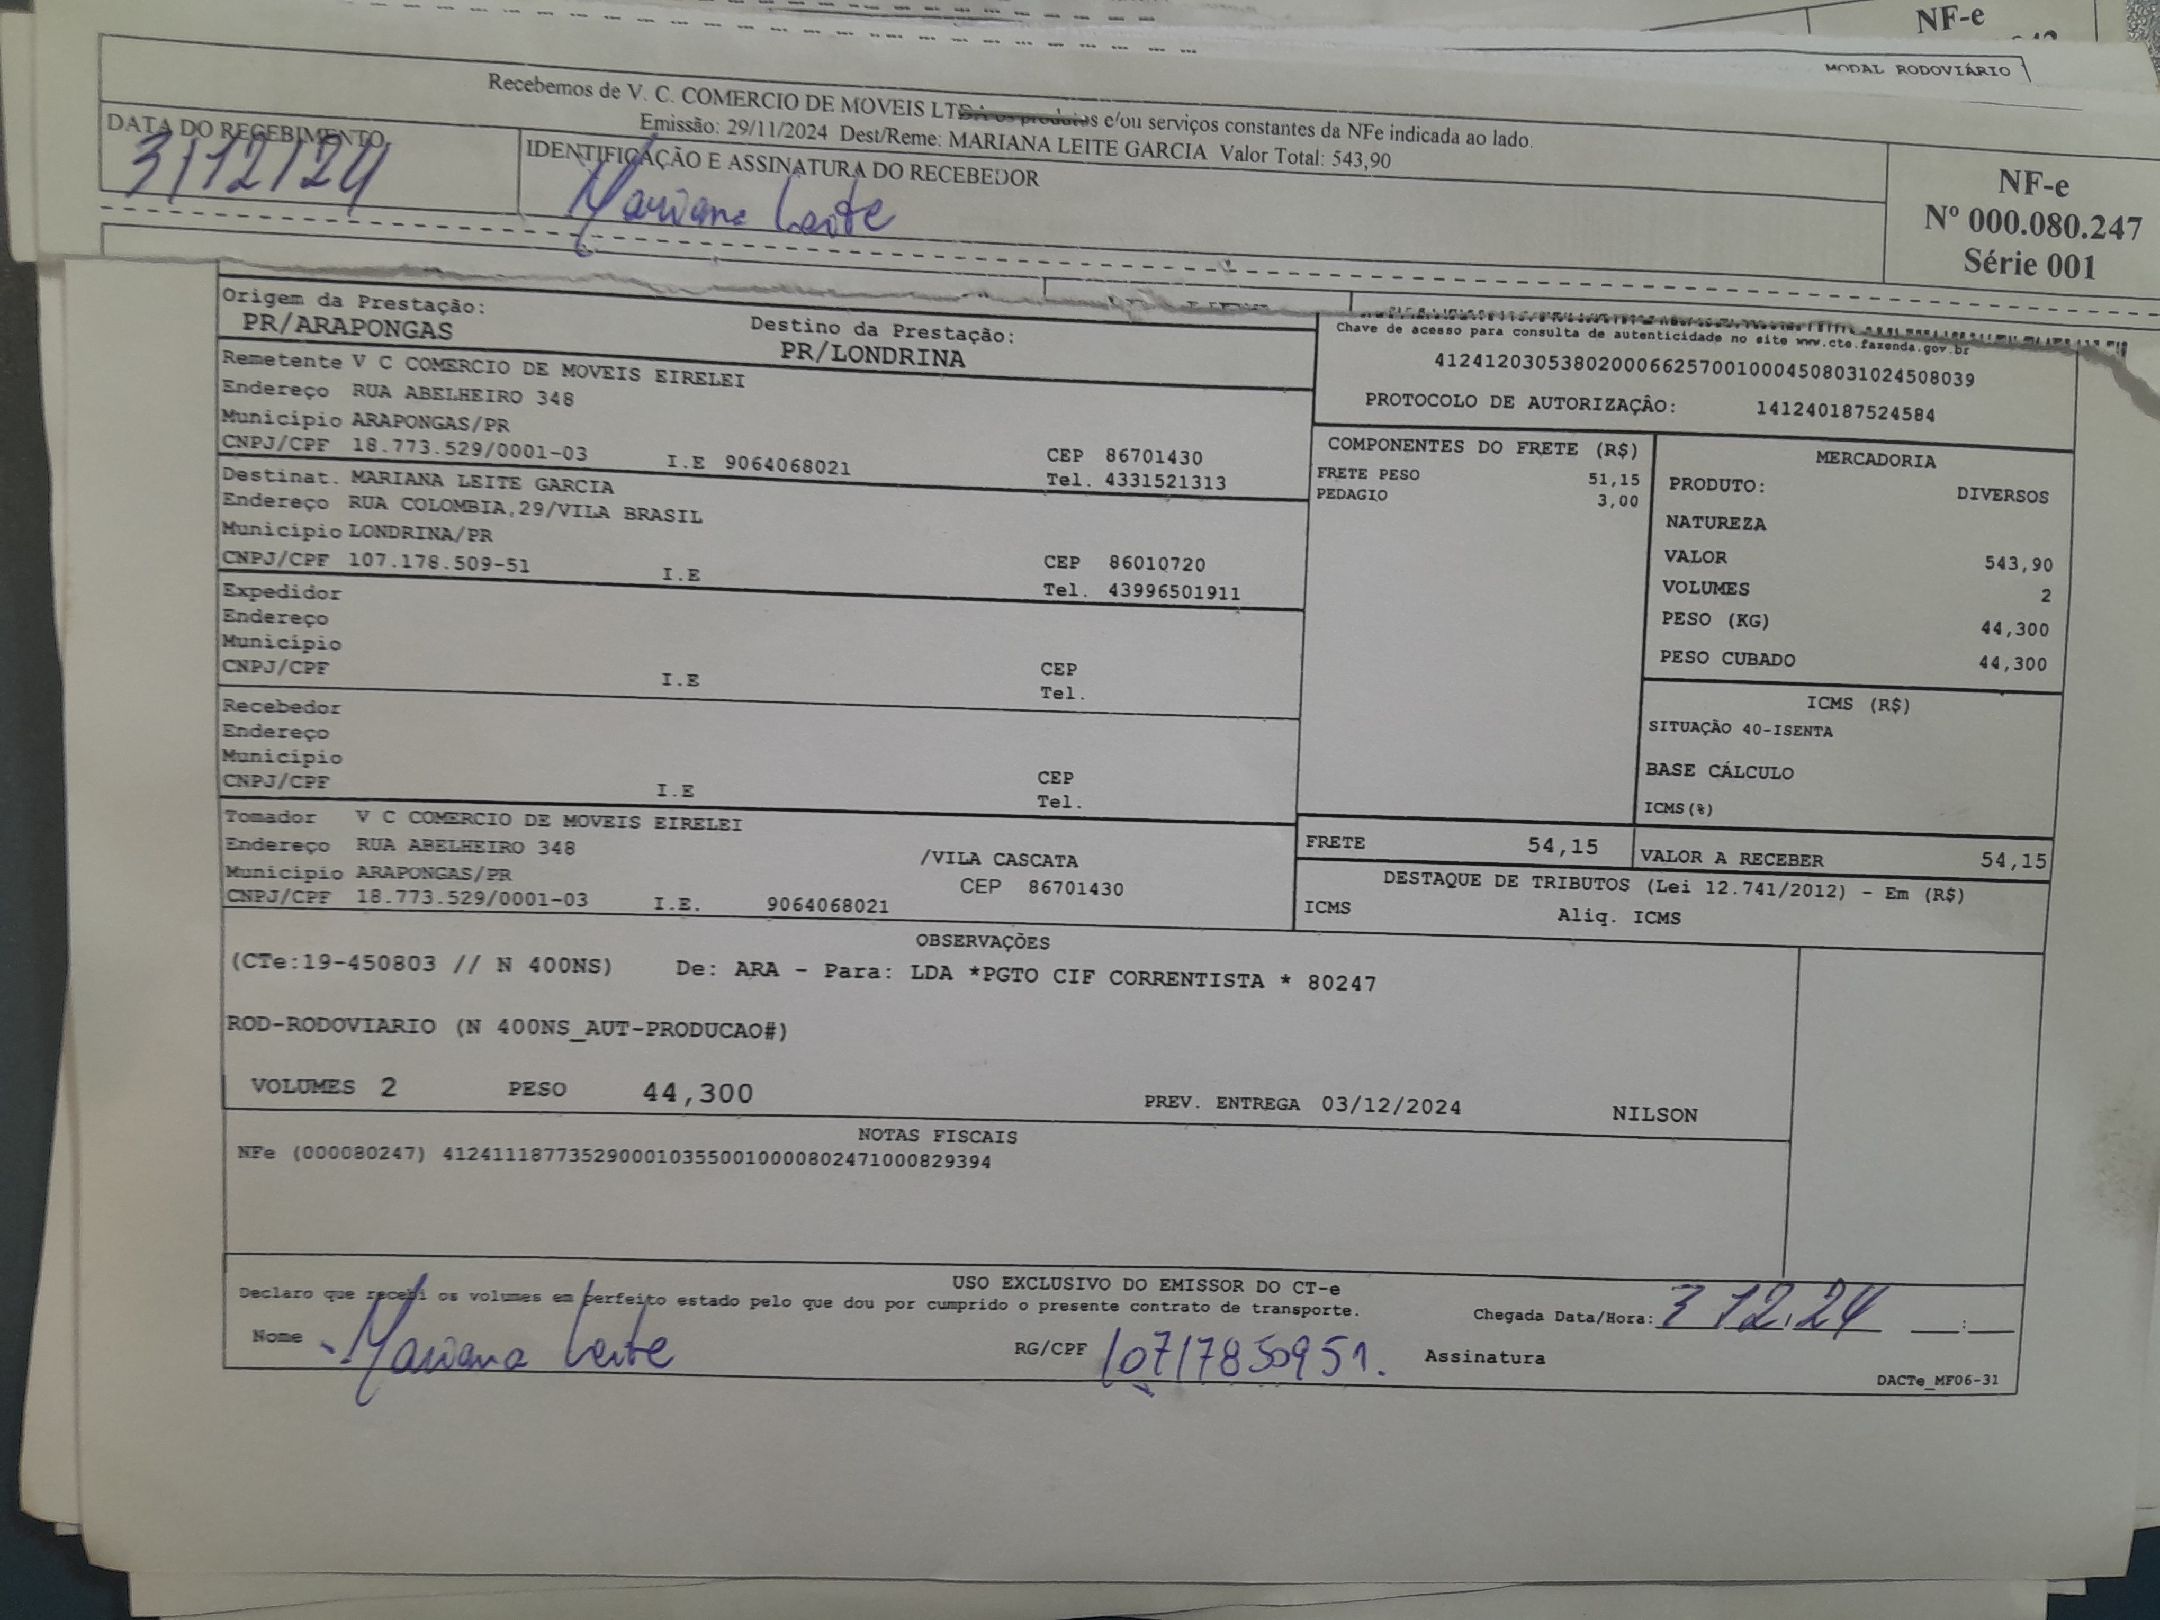 NF-e
MODAL RODOVIÁRIO
Recebemos de V. C. COMERCIO DE MOVEIS LTDA os produtos e/ou serviços constantes da NFe indicada ao lado.
Emissão: 29/11/2024 Dest/Reme: MARIANA LEITE GARCIA Valor Total: 543,90
DATA DO RECEBIMENTO
3/12/24
IDENTIFICAÇÃO E ASSINATURA DO RECEBEDOR
Mariana Leite
NF-e
Nº 000.080.247
Série 001
Origem da Prestação:
PR/ARAPONGAS
Destino da Prestação:
PR/LONDRINA
Chave de acesso para consulta de autenticidade no site www.cte.fazenda.gov.br
41241203053802000662570010004508031024508039
PROTOCOLO DE AUTORIZAÇÂO: 141240187524584
Remetente V C COMERCIO DE MOVEIS EIRELEI
Endereço RUA ABELHEIRO 348
Município ARAPONGAS/PR
CNPJ/CPF 18.773.529/0001-03 I.E 9064068021
CEP 86701430
Tel. 4331521313
Destinat. MARIANA LEITE GARCIA
Endereço RUA COLOMBIA,29/VILA BRASIL
Município LONDRINA/PR
CNPJ/CPF 107.178.509-51 I.E
CEP 86010720
Tel. 43996501911
Expedidor
Endereço
Município
CNPJ/CPF I.E
CEP
Tel.
Recebedor
Endereço
Município
CNPJ/CPF I.E
CEP
Tel.
Tomador V C COMERCIO DE MOVEIS EIRELEI
Endereço RUA ABELHEIRO 348 /VILA CASCATA
Município ARAPONGAS/PR CEP 86701430
CNPJ/CPF 18.773.529/0001-03 I.E. 9064068021
COMPONENTES DO FRETE (R$)
FRETE PESO 51,15
PEDAGIO 3,00
MERCADORIA
PRODUTO: DIVERSOS
NATUREZA
VALOR 543,90
VOLUMES 2
PESO (KG) 44,300
PESO CUBADO 44,300
ICMS (R$)
SITUAÇÃO 40-ISENTA
BASE CÁLCULO
ICMS(%)
FRETE 54,15
VALOR A RECEBER 54,15
DESTAQUE DE TRIBUTOS (Lei 12.741/2012) - Em (R$)
ICMS Aliq. ICMS
OBSERVAÇÕES
(CTe:19-450803 // N 400NS) De: ARA - Para: LDA *PGTO CIF CORRENTISTA * 80247
ROD-RODOVIARIO (N 400NS_AUT-PRODUCAO#)
VOLUMES 2 PESO 44,300 PREV. ENTREGA 03/12/2024 NILSON
NOTAS FISCAIS
NFe (000080247) 41241118773529000103550010000802471000829394
USO EXCLUSIVO DO EMISSOR DO CT-e
Declaro que recebi os volumes em perfeito estado pelo que dou por cumprido o presente contrato de transporte.
Chegada Data/Hora: 3 12.24 __:__
Nome Mariana Leite RG/CPF 10717850951. Assinatura
DACTe_MF06-31